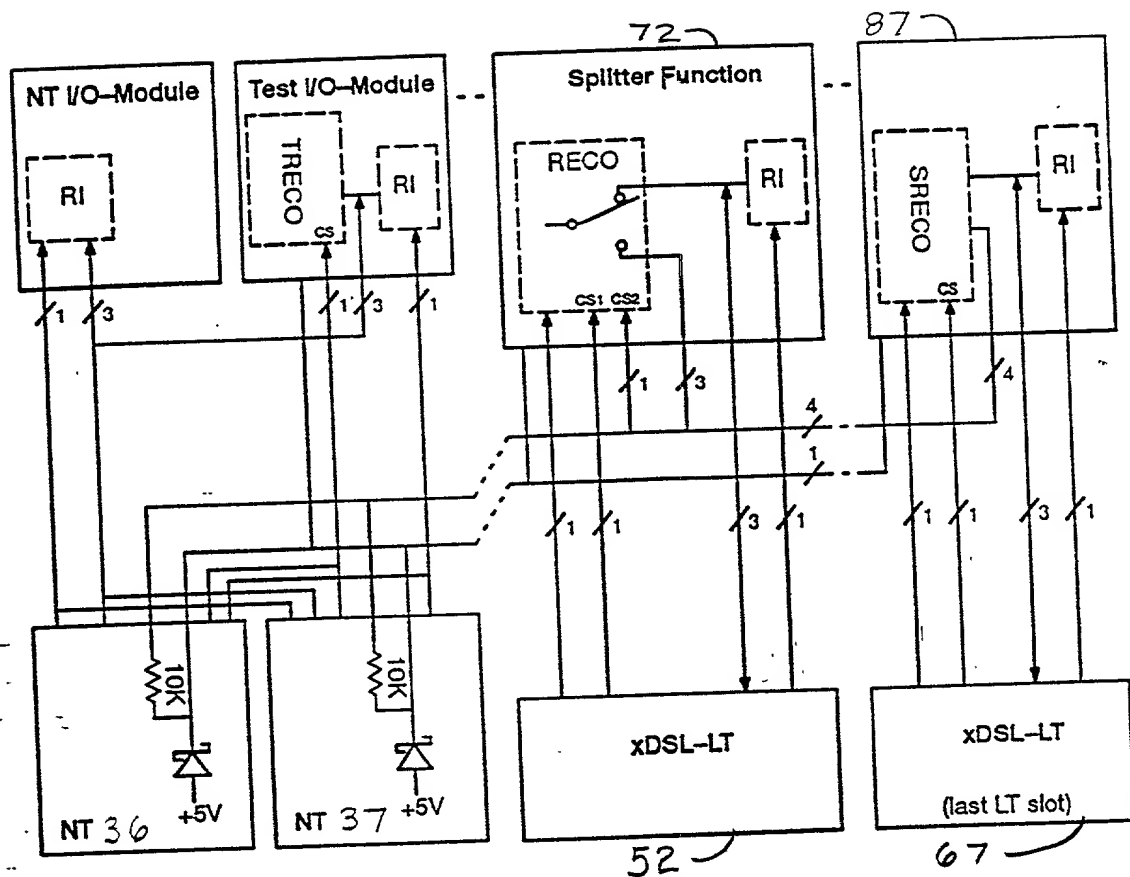 72
87
NT I/O-Module
Test I/O-Module
Splitter Function
RI
TRECO
CS
RI
RECO
CS1 CS2
RI
SRECO
CS
RI
1
3
1
3
1
1
3
4
4
1
1
1
3
1
1
1
3
1
10K
+5V
NT 36
10K
+5V
NT 37
xDSL-LT
52
xDSL-LT
(last LT slot)
67